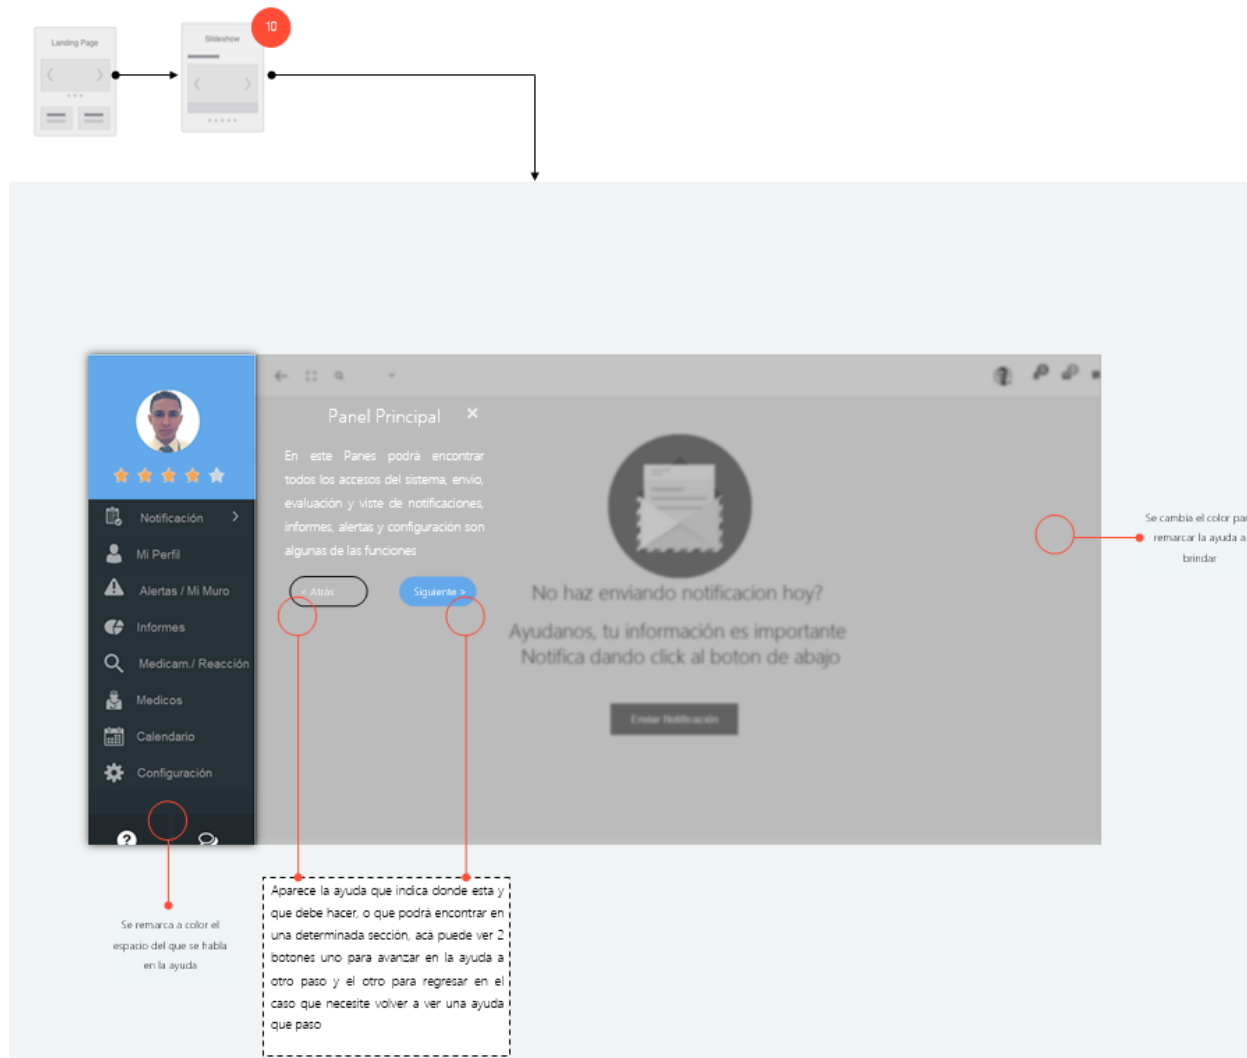 Landing Page
Slideshow
10
Panel Principal ×
En este Panes podrá encontrar
todos los accesos del sistema, envio,
evaluación y viste de notificaciones,
informes, alertas y configuración son
algunas de las funciones
< Atrás
Siguiente >
Notificación
Mi Perfil
Alertas / Mi Muro
Informes
Medicam./ Reacción
Medicos
Calendario
Configuración
No haz enviando notificacion hoy?
Ayudanos, tu información es importante
Notifica dando click al boton de abajo
Enviar Notificación
Se cambia el color par
remarcar la ayuda a
brindar
Se remarca a color el
espacio del que se habla
en la ayuda
Aparece la ayuda que indica donde esta y
que debe hacer, o que podrá encontrar en
una determinada sección, acá puede ver 2
botones uno para avanzar en la ayuda a
otro paso y el otro para regresar en el
caso que necesite volver a ver una ayuda
que paso